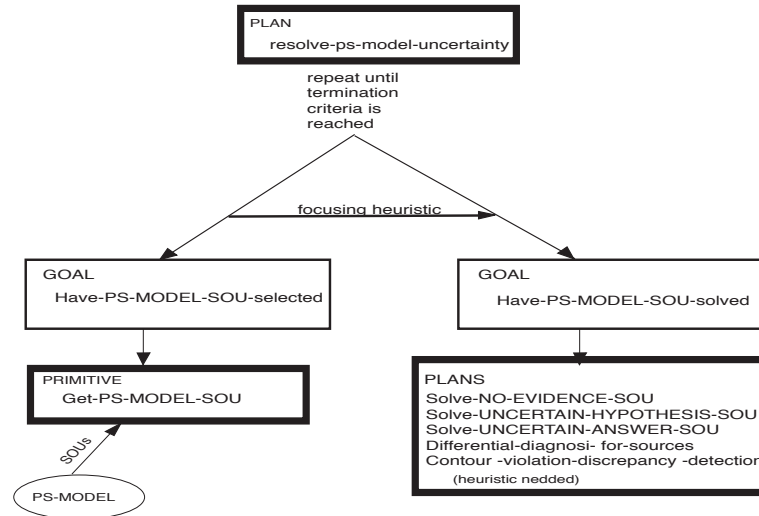 PLAN
resolve-ps-model-uncertainty
repeat until
termination
criteria is
reached
focusing heuristic
GOAL
Have-PS-MODEL-SOU-selected
GOAL
Have-PS-MODEL-SOU-solved
PRIMITIVE
Get-PS-MODEL-SOU
SOUs
PS-MODEL
PLANS
Solve-NO-EVIDENCE-SOU
Solve-UNCERTAIN-HYPOTHESIS-SOU
Solve-UNCERTAIN-ANSWER-SOU
Differential-diagnosi- for-sources
Contour -violation-discrepancy -detection
(heuristic nedded)